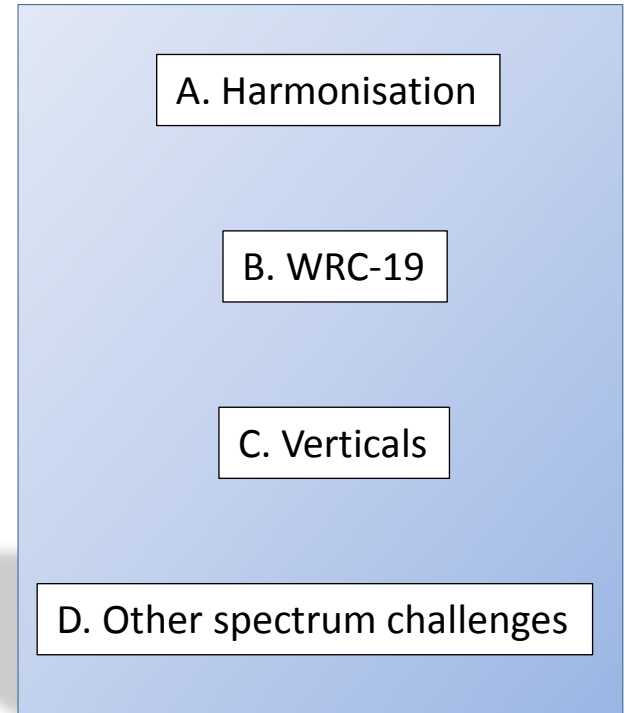 A. Harmonisation
B. WRC-19
C. Verticals
D. Other spectrum challenges